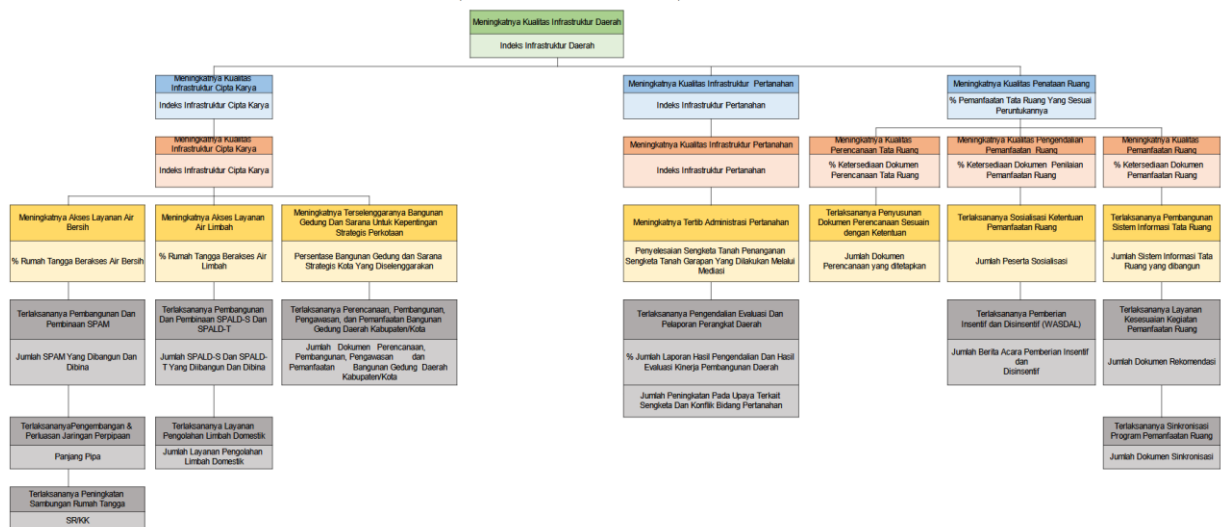 Meningkatnya Kualitas Infrastruktur Daerah
Indeks Infrastruktur Daerah
Meningkatnya Kualitas
Infrastruktur Cipta Karya
Indeks Infrastruktur Cipta Karya
Meningkatnya Kualitas Infrastruktur Pertanahan
Indeks Infrastruktur Pertanahan
Meningkatnya Kualitas Penataan Ruang
% Pemanfaatan Tata Ruang Yang Sesuai
Peruntukannya
Meningkatnya Kualitas
Infrastruktur Cipta Karya
Indeks Infrastruktur Cipta Karya
Meningkatnya Kualitas Infrastruktur Pertanahan
Indeks Infrastruktur Pertanahan
Meningkatnya Kualitas
Perencanaan Tata Ruang
% Ketersediaan Dokumen
Perencanaan Tata Ruang
Meningkatnya Kualitas Pengendalian
Pemanfaatan Ruang
% Ketersediaan Dokumen Penilaian
Pemanfaatan Ruang
Meningkatnya Kualitas
Pemanfaatan Ruang
% Ketersediaan Dokumen
Pemanfaatan Ruang
Meningkatnya Akses Layanan Air
Bersih
% Rumah Tangga Berakses Air Bersih
Meningkatnya Akses Layanan
Air Limbah
% Rumah Tangga Berakses Air
Limbah
Meningkatnya Terselenggaranya Bangunan
Gedung Dan Sarana Untuk Kepentingan
Strategis Perkotaan
Persentase Bangunan Gedung dan Sarana
Strategis Kota Yang Diselenggarakan
Meningkatnya Tertib Administrasi Pertanahan
Penyelesaian Sengketa Tanah Penanganan
Sengketa Tanah Garapan Yang Dilakukan Melalui
Mediasi
Terlaksananya Penyusunan
Dokumen Perencanaan Sesuain
dengan Ketentuan
Jumlah Dokumen
Perencanaan yang ditetapkan
Terlaksananya Sosialisasi Ketentuan
Pemanfaatan Ruang
Jumlah Peserta Sosialisasi
Terlaksananya Pembangunan
Sistem Informasi Tata Ruang
Jumlah Sistem Informasi Tata
Ruang yang dibangun
Terlaksananya Pembangunan Dan
Pembinaan SPAM
Jumlah SPAM Yang Dibangun Dan
Dibina
Terlaksananya Pembangunan
Dan Pembinaan SPALD-S Dan
SPALD-T
Jumlah SPALD-S Dan SPALD-
T Yang Diibangun Dan Dibina
Terlaksananya Perencanaan, Pembangunan,
Pengawasan, dan Pemanfaatan Bangunan
Gedung Daerah Kabupaten/Kota
Jumlah Dokumen Perencanaan,
Pembangunan, Pengawasan dan
Pemanfaatan Bangunan Gedung Daerah
Kabupaten/Kota
Terlaksananya Pengendalian Evaluasi Dan
Pelaporan Perangkat Daerah
% Jumlah Laporan Hasil Pengendalian Dan Hasil
Evaluasi Kinerja Pembangunan Daerah
Jumlah Peningkatan Pada Upaya Terkait
Sengketa Dan Konflik Bidang Pertanahan
Terlaksananya Pemberian
Insentif dan Disinsentif (WASDAL)
Jumlah Berita Acara Pemberian Insentif
dan
Disinsentif
Terlaksananya Layanan
Kesesuaian Kegiatan
Pemanfaatan Ruang
Jumlah Dokumen Rekomendasi
TerlaksananyaPengembangan &
Perluasan Jaringan Perpipaan
Panjang Pipa
Terlaksananya Layanan
Pengolahan Limbah Domestik
Jumlah Layanan Pengolahan
Limbah Domestik
Terlaksananya Sinkronisasi
Program Pemanfaatan Ruang
Jumlah Dokumen Sinkronisasi
Terlaksananya Peningkatan
Sambungan Rumah Tangga
SR/KK